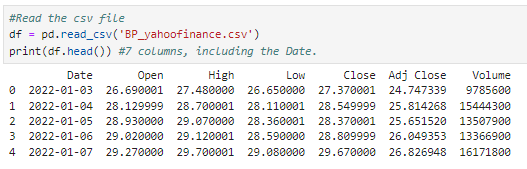 #Read the csv file
df = pd.read_csv('BP_yahoofinance.csv')
print(df.head()) #7 columns, including the Date.
Date Open High Low Close Adj Close Volume
0 2022-01-03 26.690001 27.480000 26.650000 27.370001 24.747339 9785600
1 2022-01-04 28.129999 28.700001 28.110001 28.549999 25.814268 15444300
2 2022-01-05 28.930000 29.070000 28.360001 28.370001 25.651520 13507900
3 2022-01-06 29.020000 29.120001 28.590000 28.809999 26.049353 13366900
4 2022-01-07 29.270000 29.700001 29.080000 29.670000 26.826948 16171800